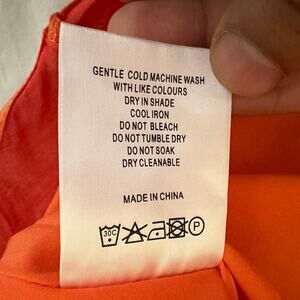 GENTLE COLD MACHINE WASH
WITH LIKE COLOURS
DRY IN SHADE
COOL IRON
DO NOT BLEACH
DO NOT TUMBLE DRY
DO NOT SOAK
DRY CLEANABLE
MADE IN CHINA
30C P